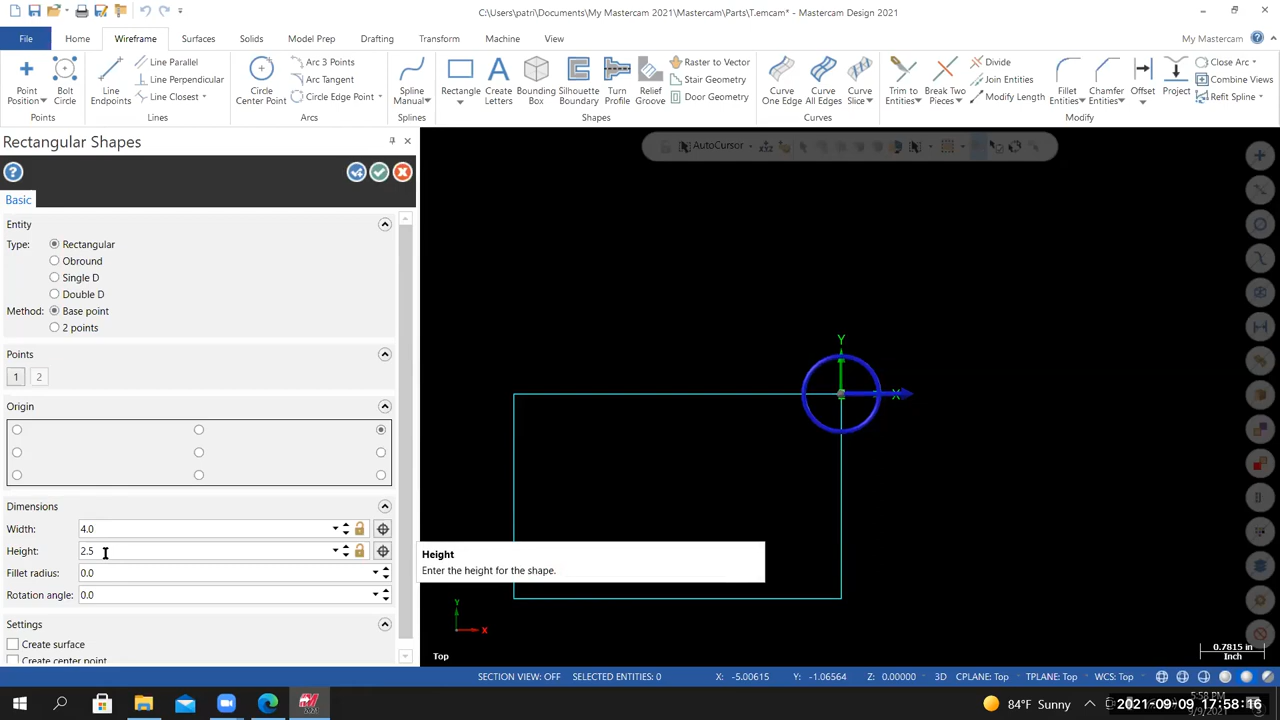 C:\Users\patri\Documents\My Mastercam 2021\Mastercam\Parts\T.emcam* - Mastercam Design 2021
File Home Wireframe Surfaces Solids Model Prep Drafting Transform Machine View My Mastercam
Point Position
Bolt Circle
Points
Line Endpoints
Line Parallel
Line Perpendicular
Line Closest
Lines
Circle Center Point
Arc 3 Points
Arc Tangent
Circle Edge Point
Arcs
Spline Manual
Splines
Rectangle
Create Letters
Bounding Box
Silhouette Boundary
Turn Profile
Relief Groove
Raster to Vector
Stair Geometry
Door Geometry
Shapes
Curve One Edge
Curve All Edges
Curve Slice
Curves
Trim to Entities
Break Two Pieces
Divide
Join Entities
Modify Length
Fillet Entities
Chamfer Entities
Offset
Project
Close Arc
Combine Views
Refit Spline
Modify
Rectangular Shapes
Basic
Entity
Type: Rectangular
Obround
Single D
Double D
Method: Base point
2 points
Points
1 2
Origin
Dimensions
Width: 4.0
Height: 2.5
Fillet radius: 0.0
Rotation angle: 0.0
Settings
Create surface
Create center point
AutoCursor
Y
X
Height
Enter the height for the shape.
Y
X
Top
0.7815 in
Inch
SECTION VIEW: OFF SELECTED ENTITIES: 0 X: -5.00615 Y: -1.06564 Z: 0.00000 3D CPLANE: Top TPLANE: Top WCS: Top
84°F Sunny
5:58 PM
2021-09-09 17:58:16